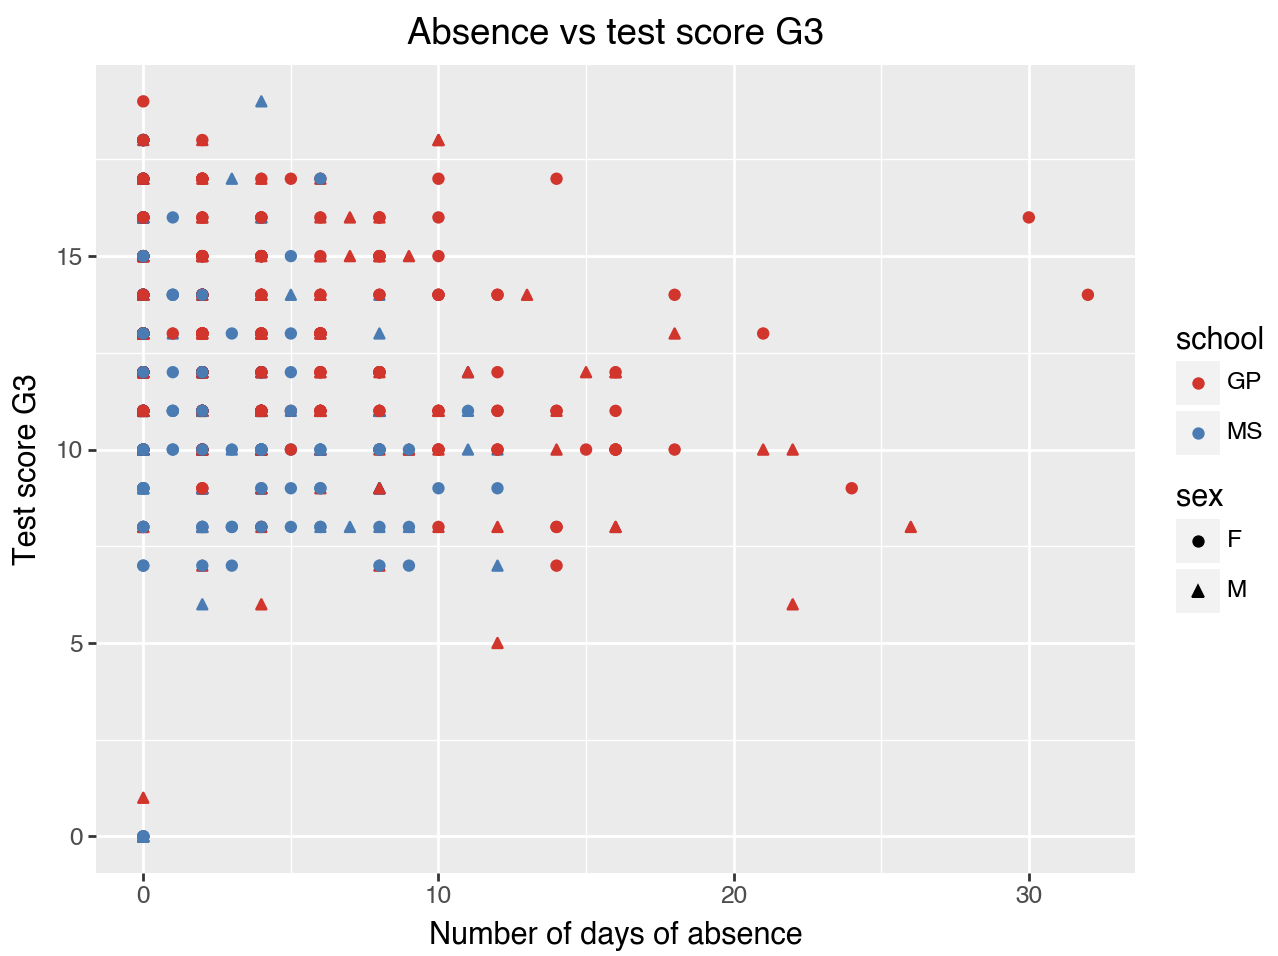 Absence vs test score G3
Test score G3
15
10
5
0
0
10
20
30
Number of days of absence
school
GP
MS
sex
F
M